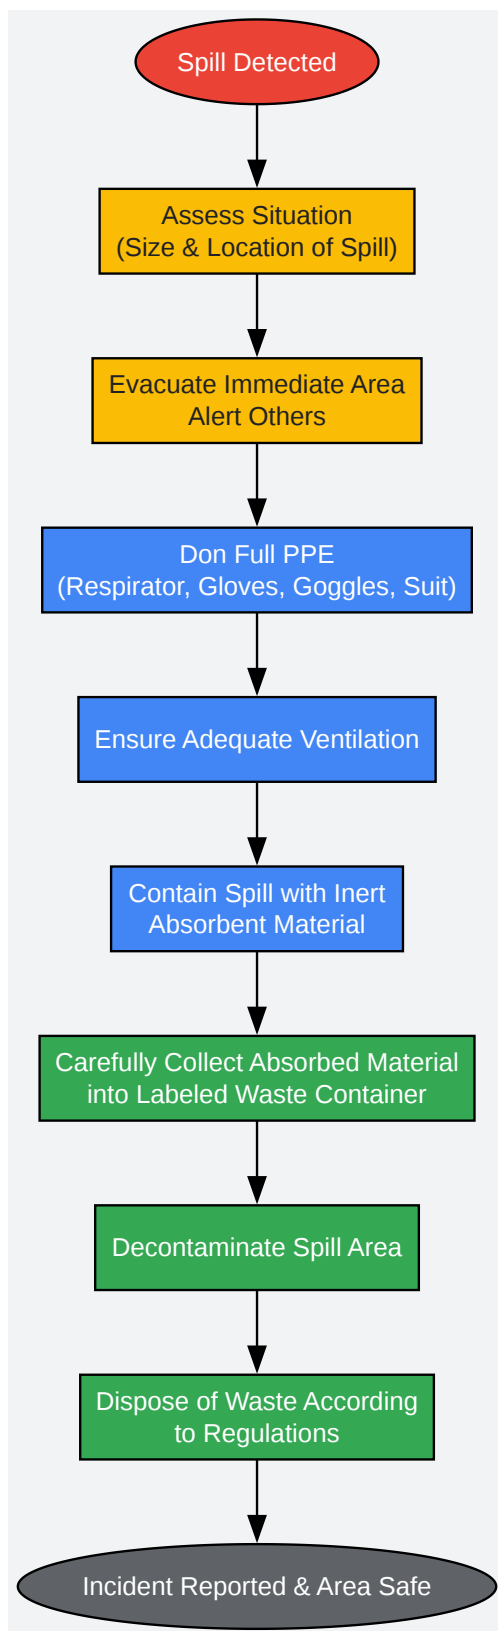 Spill Detected
Assess Situation
(Size & Location of Spill)
Evacuate Immediate Area
Alert Others
Don Full PPE
(Respirator, Gloves, Goggles, Suit)
Ensure Adequate Ventilation
Contain Spill with Inert
Absorbent Material
Carefully Collect Absorbed Material
into Labeled Waste Container
Decontaminate Spill Area
Dispose of Waste According
to Regulations
Incident Reported & Area Safe